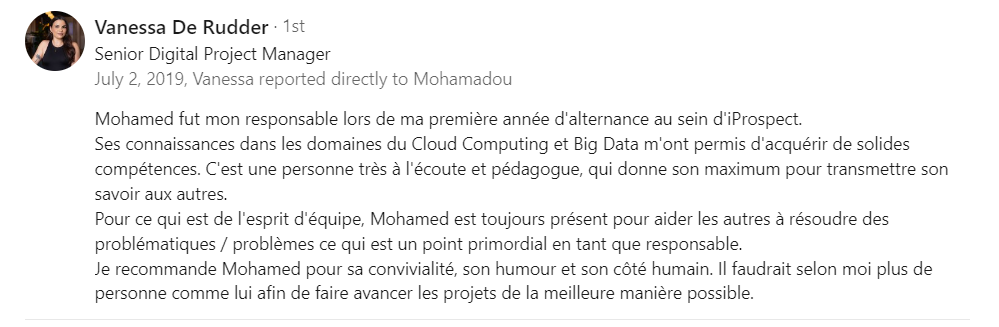 Vanessa De Rudder · 1st
Senior Digital Project Manager
July 2, 2019, Vanessa reported directly to Mohamadou
Mohamed fut mon responsable lors de ma première année d'alternance au sein d'iProspect.
Ses connaissances dans les domaines du Cloud Computing et Big Data m'ont permis d'acquérir de solides
compétences. C'est une personne très à l'écoute et pédagogue, qui donne son maximum pour transmettre son
savoir aux autres.
Pour ce qui est de l'esprit d'équipe, Mohamed est toujours présent pour aider les autres à résoudre des
problématiques / problèmes ce qui est un point primordial en tant que responsable.
Je recommande Mohamed pour sa convivialité, son humour et son côté humain. Il faudrait selon moi plus de
personne comme lui afin de faire avancer les projets de la meilleure manière possible.